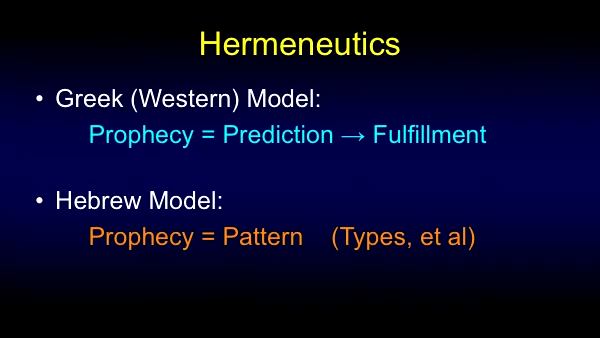 Hermeneutics
• Greek (Western) Model:
Prophecy = Prediction → Fulfillment
• Hebrew Model:
Prophecy = Pattern (Types, et al)